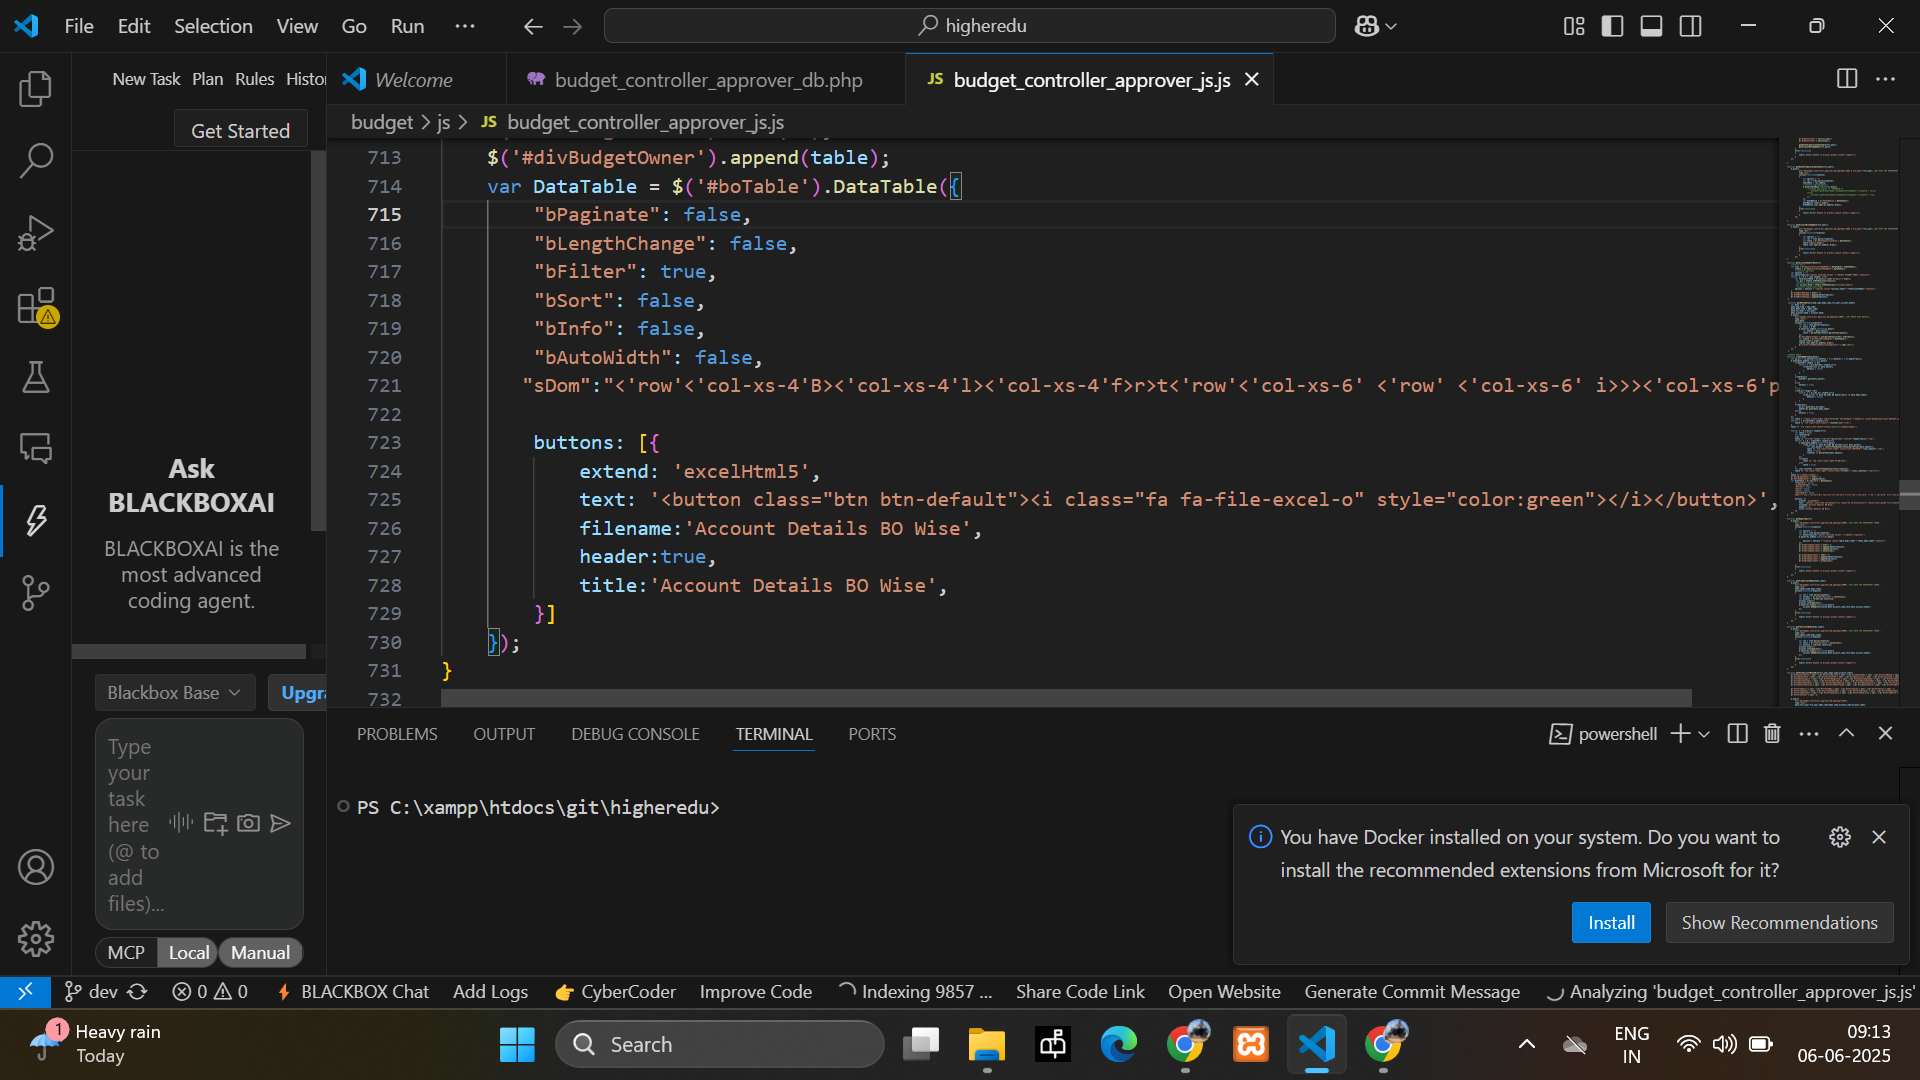 File Edit Selection View Go Run ···
higheredu
New Task Plan Rules Histor
Get Started
Welcome
budget_controller_approver_db.php
JS budget_controller_approver_js.js
budget > js > JS budget_controller_approver_js.js
713 $('#divBudgetOwner').append(table);
714 var DataTable = $('#boTable').DataTable({
715 "bPaginate": false,
716 "bLengthChange": false,
717 "bFilter": true,
718 "bSort": false,
719 "bInfo": false,
720 "bAutoWidth": false,
721 "sDom":"<'row'<'col-xs-4'B><'col-xs-4'l><'col-xs-4'f>r>t<'row'<'col-xs-6' <'row' <'col-xs-6' i>>><'col-xs-6'p
722
723 buttons: [{
724 extend: 'excelHtml5',
725 text: '<button class="btn btn-default"><i class="fa fa-file-excel-o" style="color:green"></i></button>',
726 filename:'Account Details BO Wise',
727 header:true,
728 title:'Account Details BO Wise',
729 }]
730 });
731 }
732
Ask
BLACKBOXAI
BLACKBOXAI is the
most advanced
coding agent.
Blackbox Base
Upgra
Type
your
task
here
(@ to
add
files)...
MCP Local Manual
PROBLEMS OUTPUT DEBUG CONSOLE TERMINAL PORTS
powershell
PS C:\xampp\htdocs\git\higheredu>
You have Docker installed on your system. Do you want to
install the recommended extensions from Microsoft for it?
Install
Show Recommendations
dev 0 0 BLACKBOX Chat Add Logs CyberCoder Improve Code Indexing 9857 ... Share Code Link Open Website Generate Commit Message Analyzing 'budget_controller_approver_js.js'
1
Heavy rain
Today
Search
ENG
IN
09:13
06-06-2025